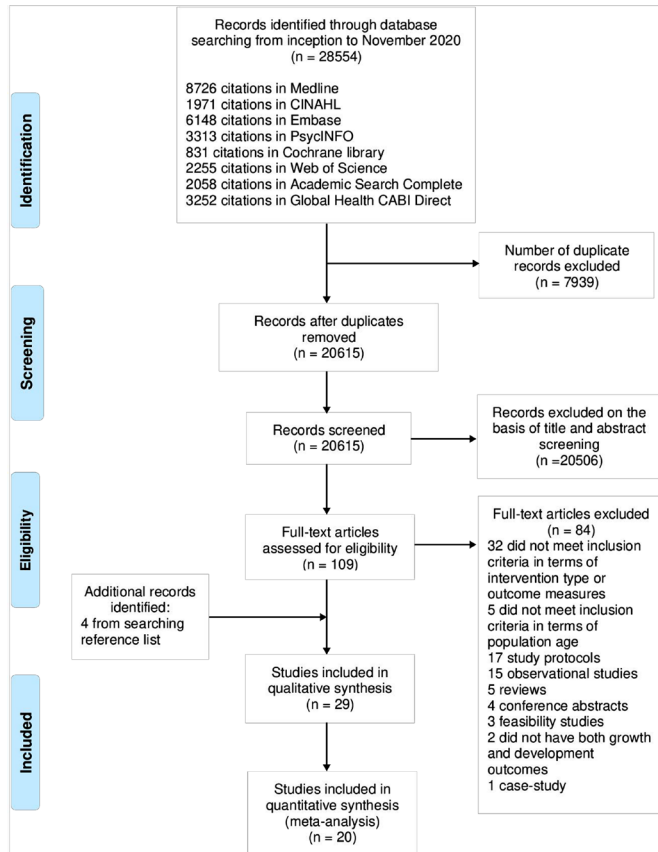 Records identified through database
searching from inception to November 2020
(n = 28554)
8726 citations in Medline
1971 citations in CINAHL
6148 citations in Embase
3313 citations in PsycINFO
831 citations in Cochrane library
2255 citations in Web of Science
2058 citations in Academic Search Complete
3252 citations in Global Health CABI Direct
Identification
Number of duplicate
records excluded
(n = 7939)
Screening
Records after duplicates
removed
(n = 20615)
Records screened
(n = 20615)
Records excluded on the
basis of title and abstract
screening
(n =20506)
Eligibility
Full-text articles
assessed for eligibility
(n = 109)
Full-text articles excluded
(n = 84)
32 did not meet inclusion
criteria in terms of
intervention type or
outcome measures
5 did not meet inclusion
criteria in terms of
population age
17 study protocols
15 observational studies
5 reviews
4 conference abstracts
3 feasibility studies
2 did not have both growth
and development
outcomes
1 case-study
Additional records
identified:
4 from searching
reference list
Included
Studies included in
qualitative synthesis
(n = 29)
Studies included in
quantitative synthesis
(meta-analysis)
(n = 20)